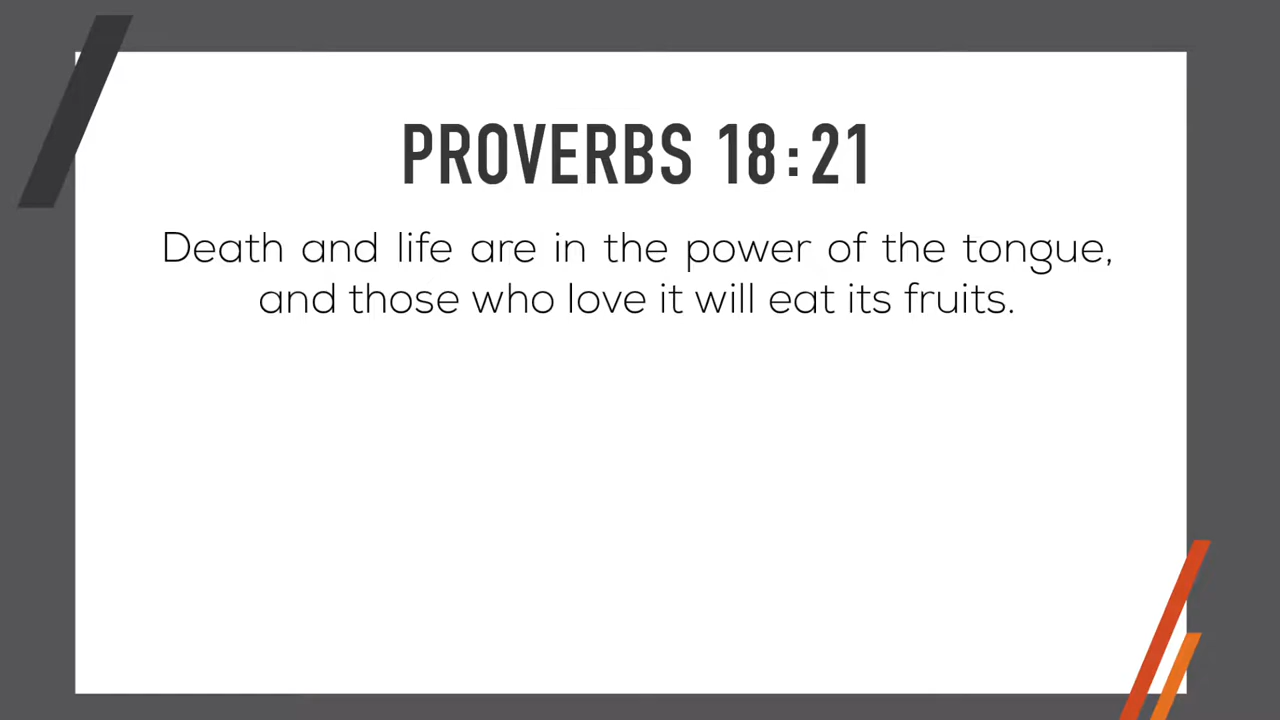 PROVERBS 18:21
Death and life are in the power of the tongue,
and those who love it will eat its fruits.